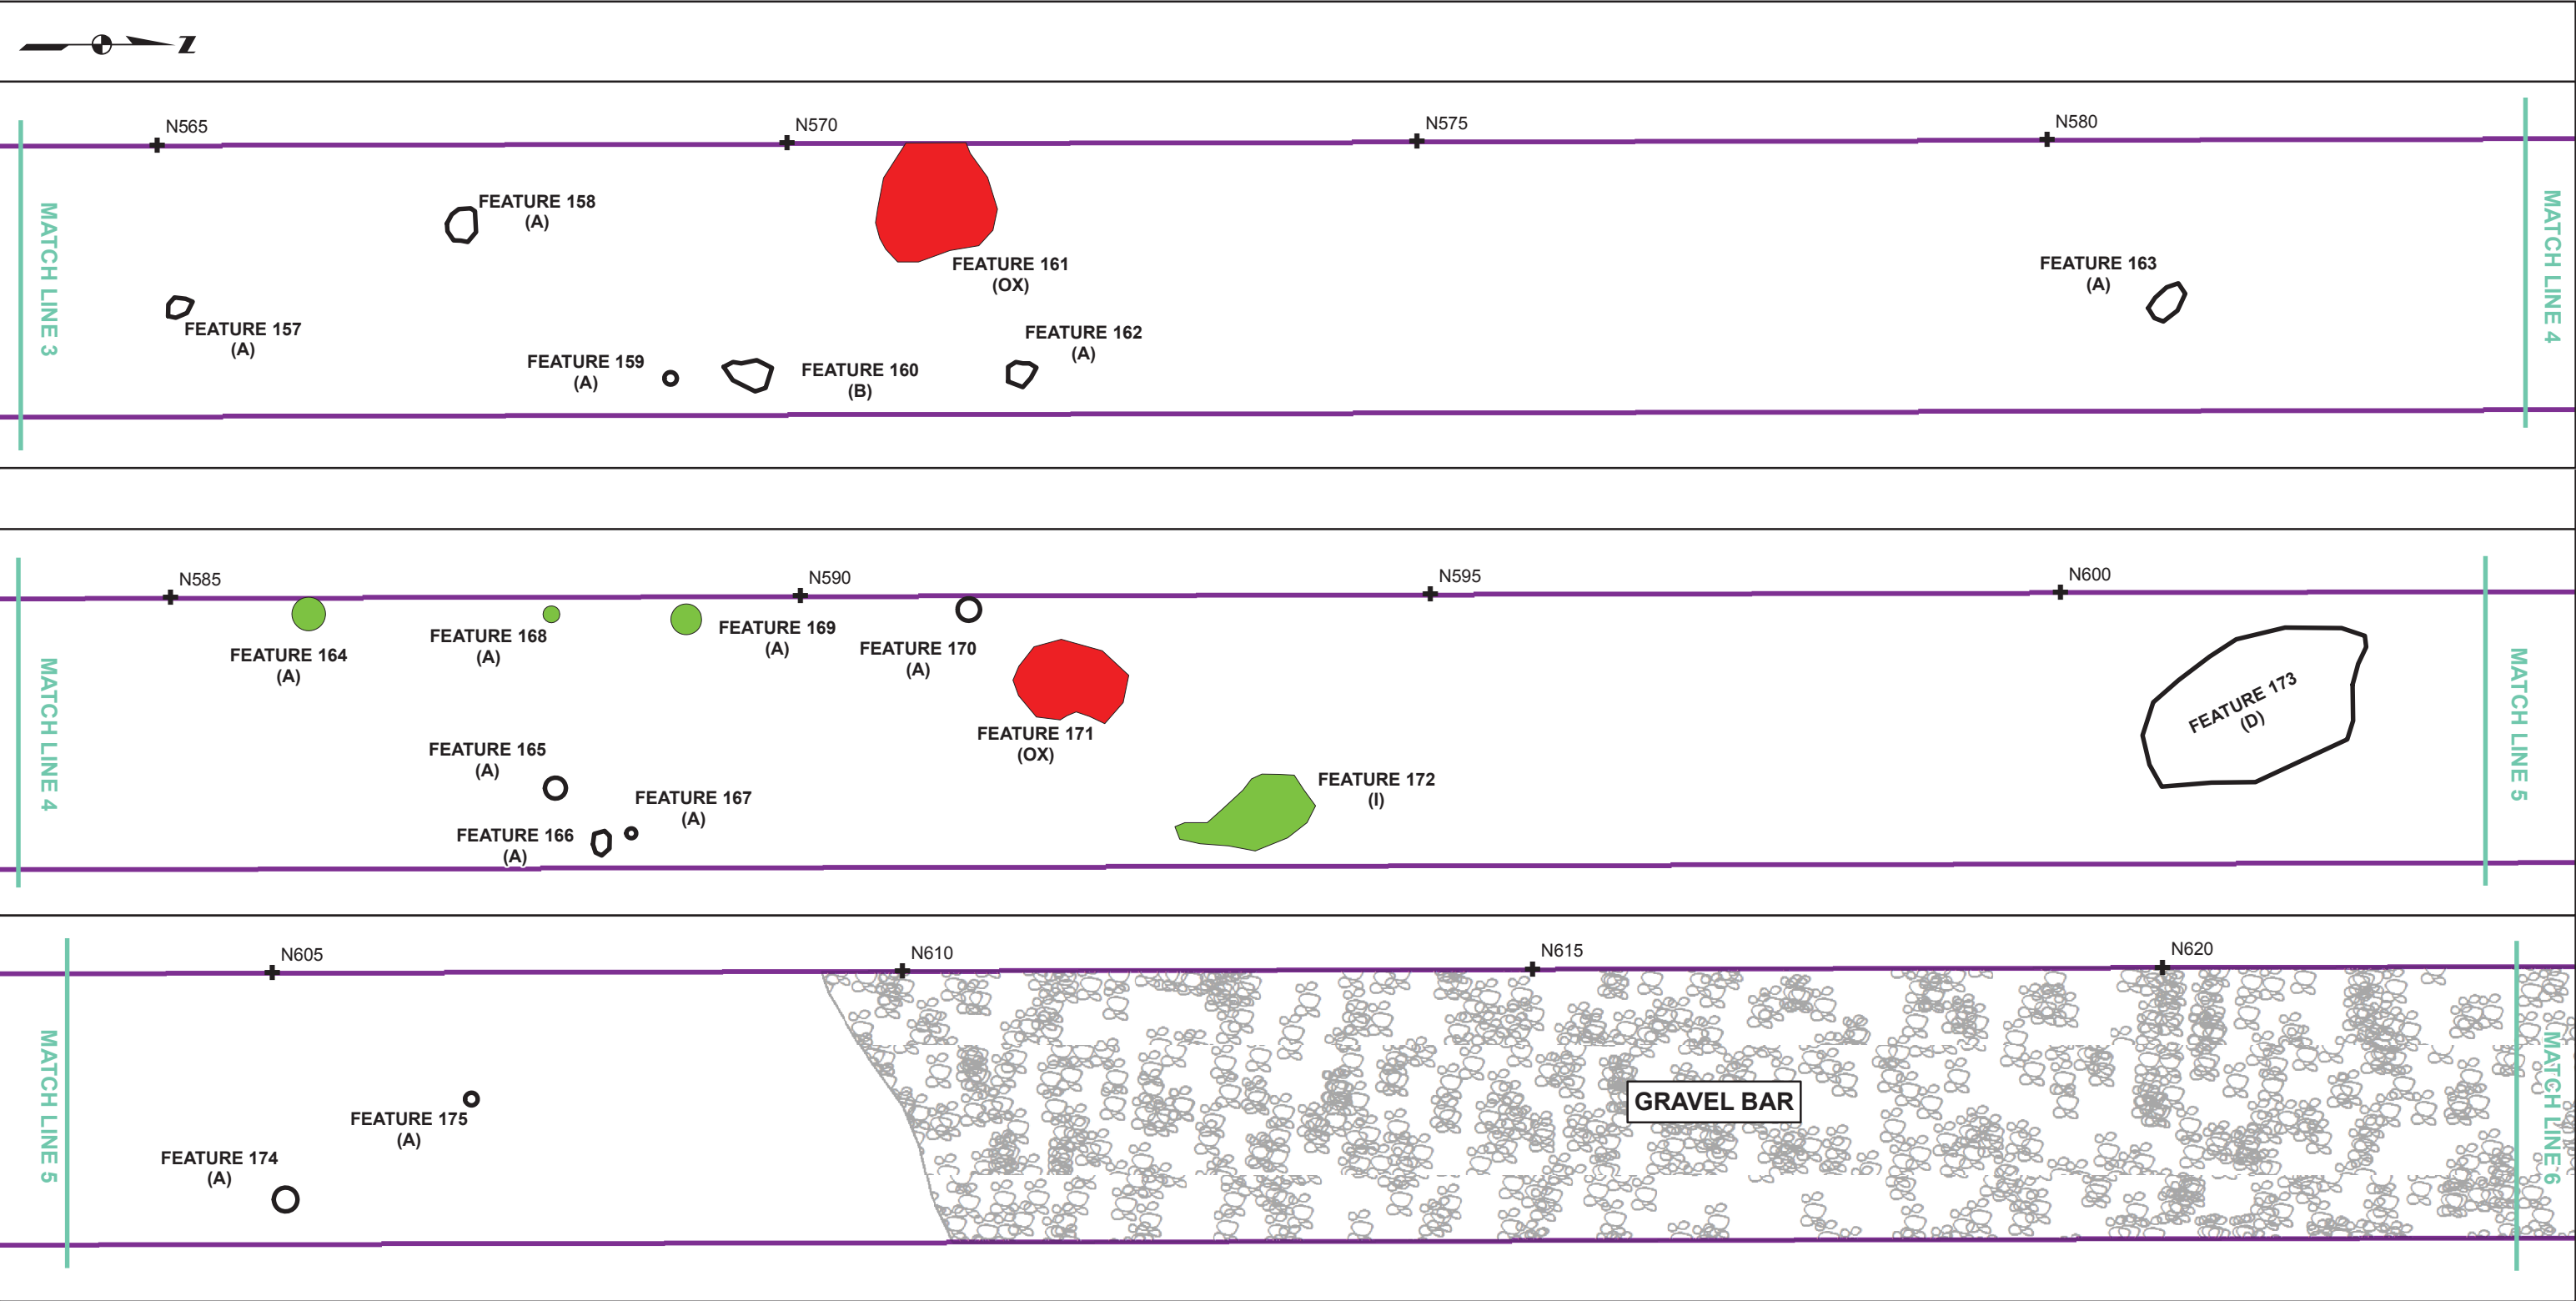 N
N565
N570
N575
N580
MATCH LINE 3
FEATURE 158
(A)
FEATURE 157
(A)
FEATURE 159
(A)
FEATURE 160
(B)
FEATURE 161
(OX)
FEATURE 162
(A)
FEATURE 163
(A)
MATCH LINE 4
N585
N590
N595
N600
MATCH LINE 4
FEATURE 164
(A)
FEATURE 168
(A)
FEATURE 169
(A)
FEATURE 170
(A)
FEATURE 165
(A)
FEATURE 167
(A)
FEATURE 166
(A)
FEATURE 171
(OX)
FEATURE 172
(I)
FEATURE 173
(D)
MATCH LINE 5
N605
N610
N615
N620
MATCH LINE 5
FEATURE 175
(A)
FEATURE 174
(A)
GRAVEL BAR
MATCH LINE 6